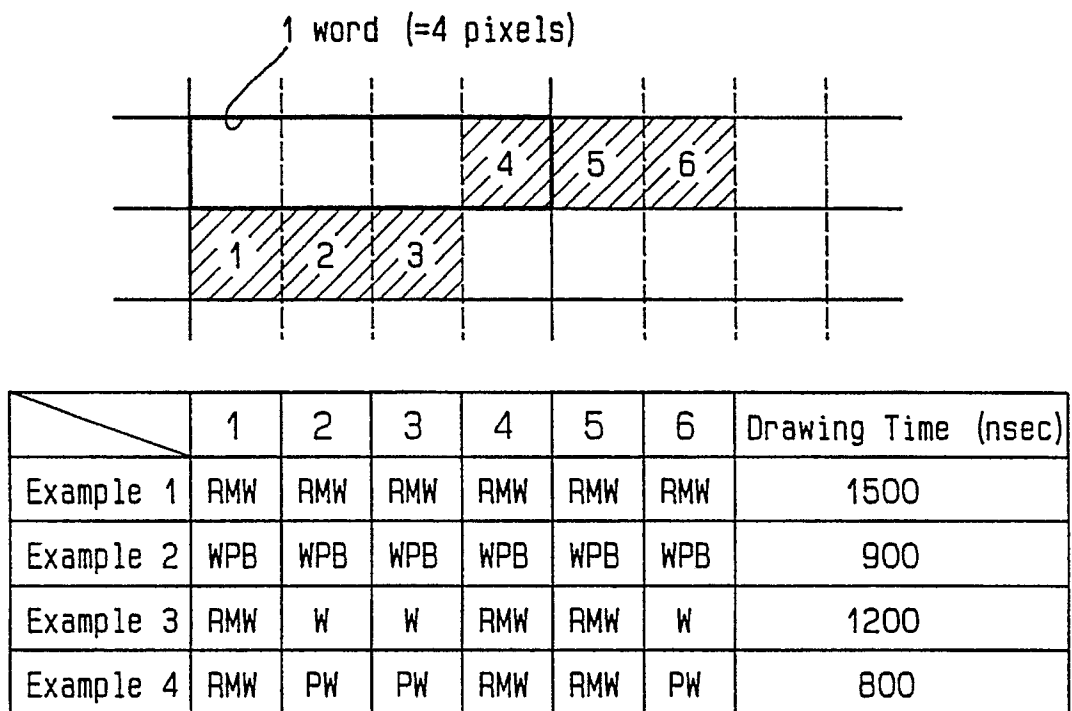 1 word (=4 pixels)
4 5 6
1 2 3
1 2 3 4 5 6 Drawing Time (nsec)
Example 1 RMW RMW RMW RMW RMW RMW 1500
Example 2 WPB WPB WPB WPB WPB WPB 900
Example 3 RMW W W RMW RMW W 1200
Example 4 RMW PW PW RMW RMW PW 800